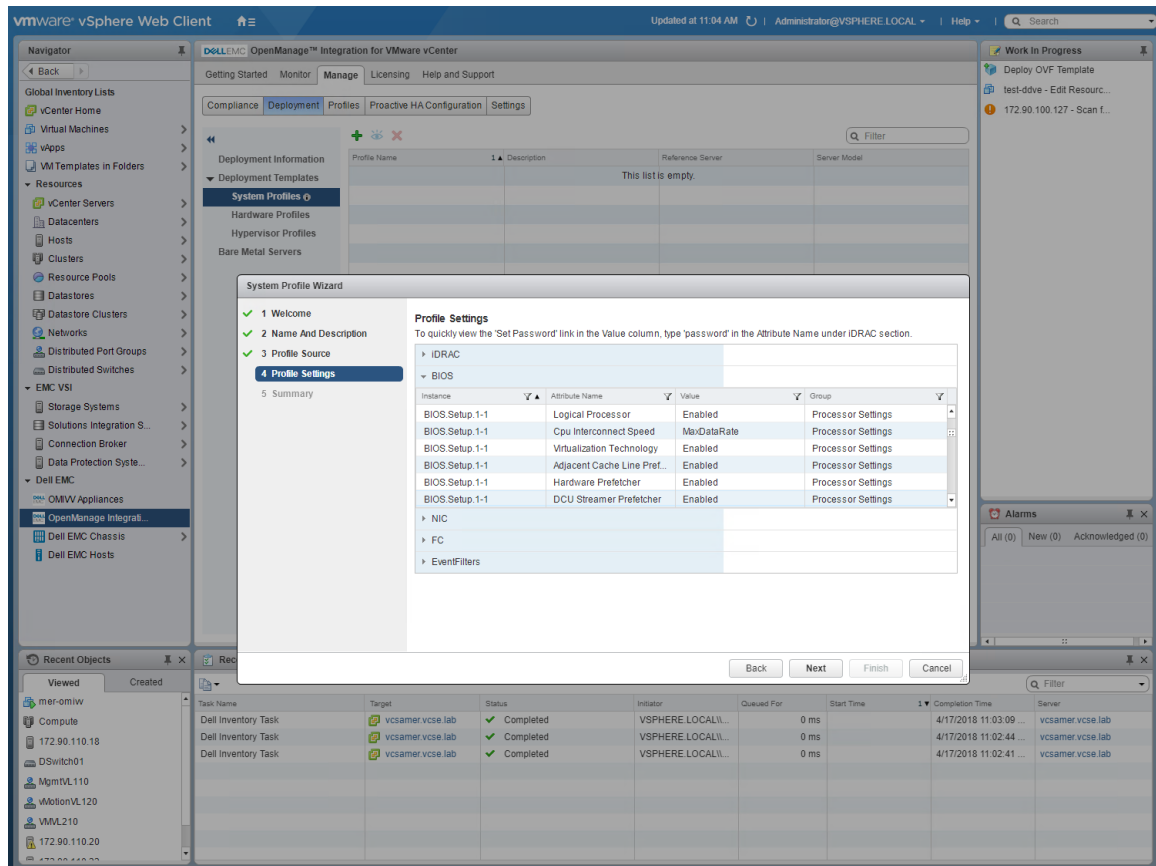 vmware® vSphere Web Client
Updated at 11:04 AM | Administrator@VSPHERE.LOCAL | Help | Search
Navigator
Back
Global Inventory Lists
vCenter Home
Virtual Machines
vApps
VM Templates in Folders
Resources
vCenter Servers
Datacenters
Hosts
Clusters
Resource Pools
Datastores
Datastore Clusters
Networks
Distributed Port Groups
Distributed Switches
EMC VSI
Storage Systems
Solutions Integration S...
Connection Broker
Data Protection Syste...
Dell EMC
OMIVV Appliances
OpenManage Integrati...
Dell EMC Chassis
Dell EMC Hosts
DELLEMC OpenManage™ Integration for VMware vCenter
Getting Started Monitor Manage Licensing Help and Support
Compliance Deployment Profiles Proactive HA Configuration Settings
Deployment Information
Deployment Templates
System Profiles
Hardware Profiles
Hypervisor Profiles
Bare Metal Servers
Filter
Profile Name 1 Description Reference Server Server Model
This list is empty.
Work In Progress
Deploy OVF Template
test-ddve - Edit Resourc...
172.90.100.127 - Scan f...
System Profile Wizard
1 Welcome
2 Name And Description
3 Profile Source
4 Profile Settings
5 Summary
Profile Settings
To quickly view the 'Set Password' link in the Value column, type 'password' in the Attribute Name under iDRAC section.
iDRAC
BIOS
Instance Attribute Name Value Group
BIOS.Setup.1-1 Logical Processor Enabled Processor Settings
BIOS.Setup.1-1 Cpu Interconnect Speed MaxDataRate Processor Settings
BIOS.Setup.1-1 Virtualization Technology Enabled Processor Settings
BIOS.Setup.1-1 Adjacent Cache Line Pref... Enabled Processor Settings
BIOS.Setup.1-1 Hardware Prefetcher Enabled Processor Settings
BIOS.Setup.1-1 DCU Streamer Prefetcher Enabled Processor Settings
NIC
FC
EventFilters
Back Next Finish Cancel
Alarms
All (0) New (0) Acknowledged (0)
Recent Objects
Viewed Created
mer-omivv
Compute
172.90.110.18
DSwitch01
MgmtVL110
vMotionVL120
VMVL210
172.90.110.20
Rec
Filter
Task Name Target Status Initiator Queued For Start Time 1 Completion Time Server
Dell Inventory Task vcsamer.vcse.lab Completed VSPHERE.LOCAL\\... 0 ms 4/17/2018 11:03:09 ... vcsamer.vcse.lab
Dell Inventory Task vcsamer.vcse.lab Completed VSPHERE.LOCAL\\... 0 ms 4/17/2018 11:02:44 ... vcsamer.vcse.lab
Dell Inventory Task vcsamer.vcse.lab Completed VSPHERE.LOCAL\\... 0 ms 4/17/2018 11:02:41 ... vcsamer.vcse.lab